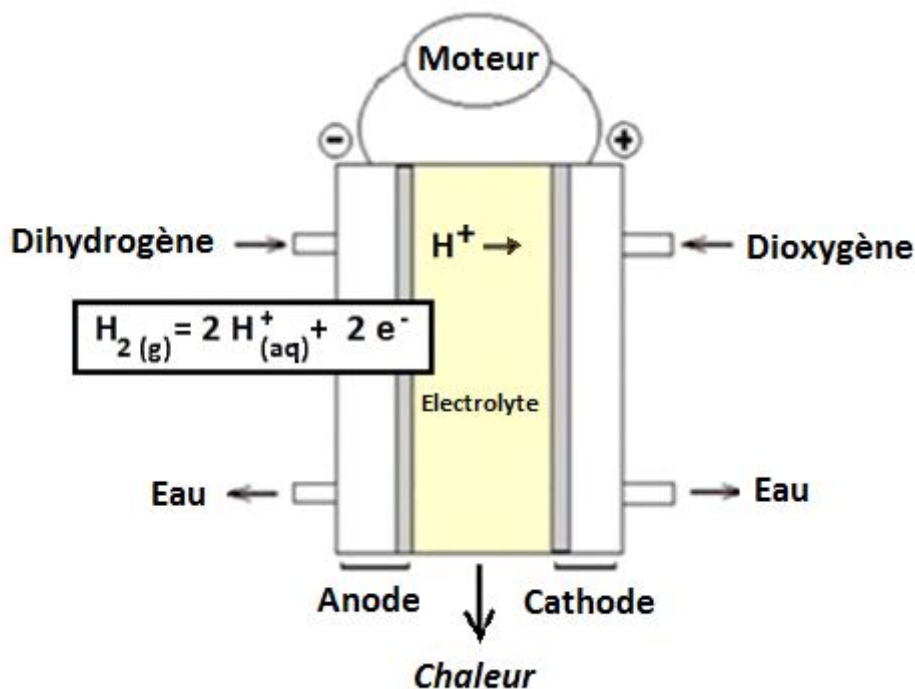 Moteur
- +
Dihydrogène
H⁺
Dioxygène
H₂ (g) = 2 H⁺(aq) + 2 e⁻
Electrolyte
Eau
Eau
Anode
Cathode
Chaleur